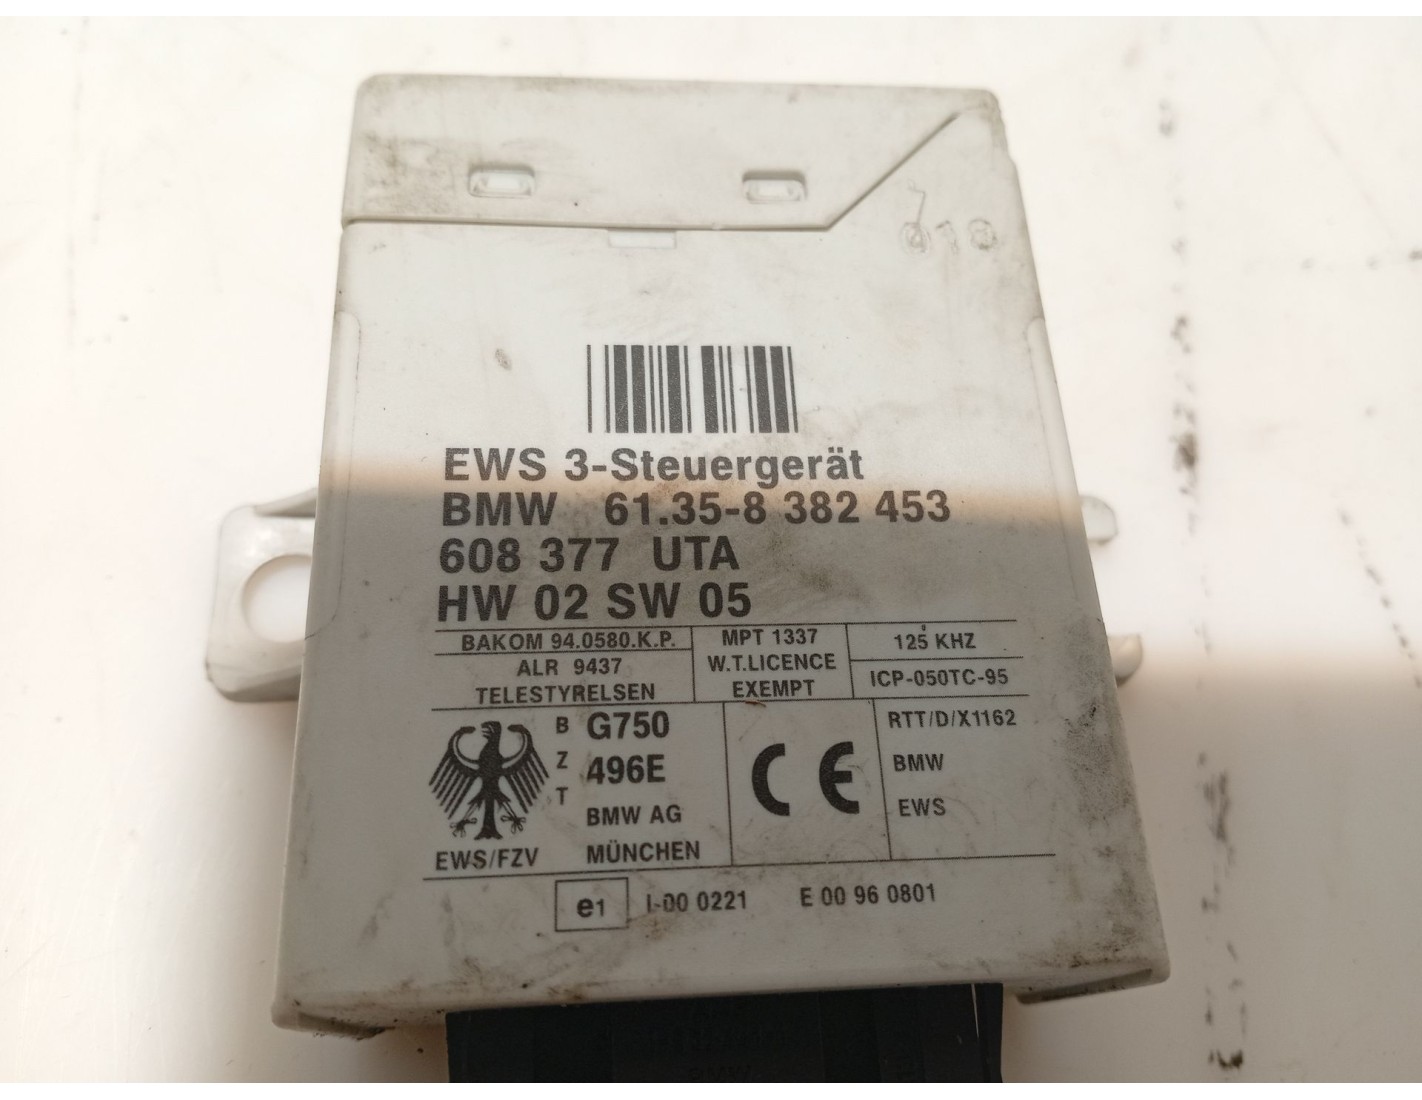 EWS 3-Steuergerät
BMW 61.35-8 382 453
608 377 UTA
HW 02 SW 05
BAKOM 94.0580.K.P.
ALR 9437
TELESTYRELSEN
MPT 1337
W.T.LICENCE
EXEMPT
125 KHZ
ICP-050TC-95
BZT
G750
496E
BMW AG
MÜNCHEN
EWS/FZV
CE
RTT/D/X1162
BMW
EWS
e1
I-00 0221 E 00 96 0801